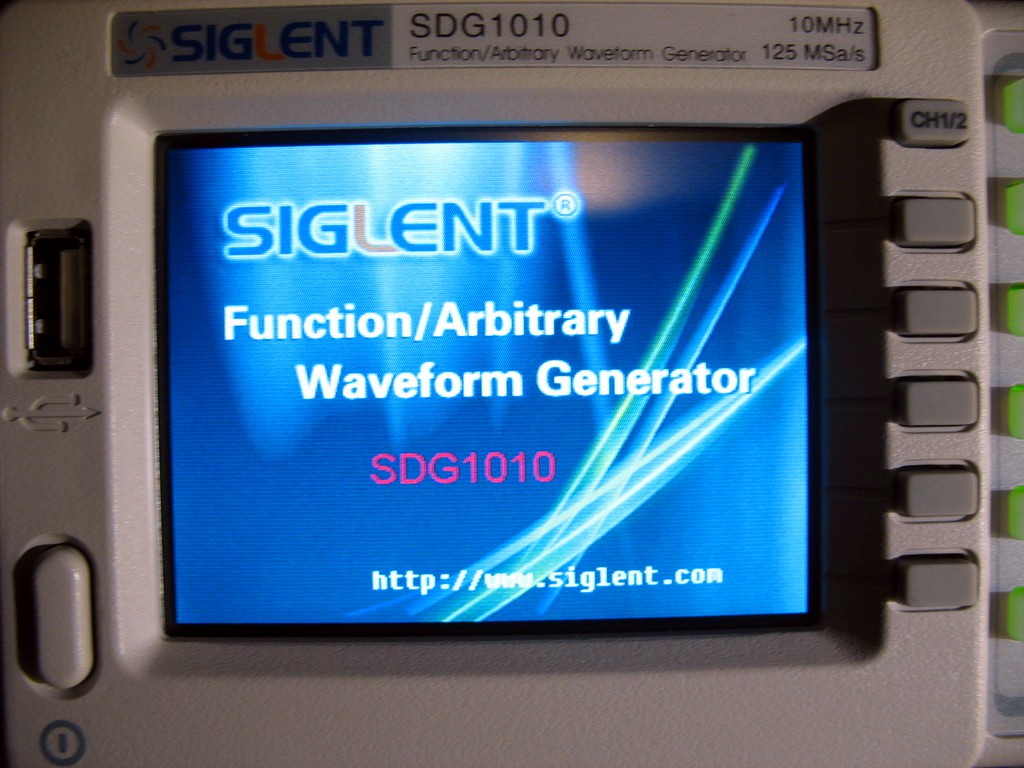 SIGLENT
SDG1010
10MHz
Function/Arbitrary Waveform Generator
125 MSa/s
CH1/2
SIGLENT®
Function/Arbitrary
Waveform Generator
SDG1010
http://www.siglent.com